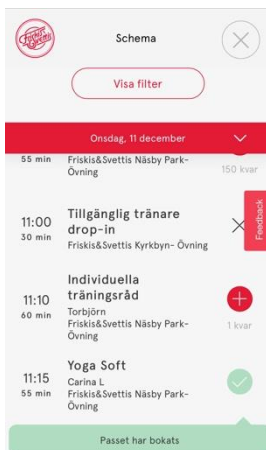 Friskis
&Svettis
Schema
Visa filter
Onsdag, 11 december
55 min
Friskis&Svettis Näsby Park-
Övning
150 kvar
Feedback
11:00
30 min
Tillgänglig tränare
drop-in
Friskis&Svettis Kyrkbyn- Övning
11:10
60 min
Individuella
träningsråd
Torbjörn
Friskis&Svettis Näsby Park-
Övning
1 kvar
11:15
55 min
Yoga Soft
Carina L
Friskis&Svettis Näsby Park-
Övning
Passet har bokats